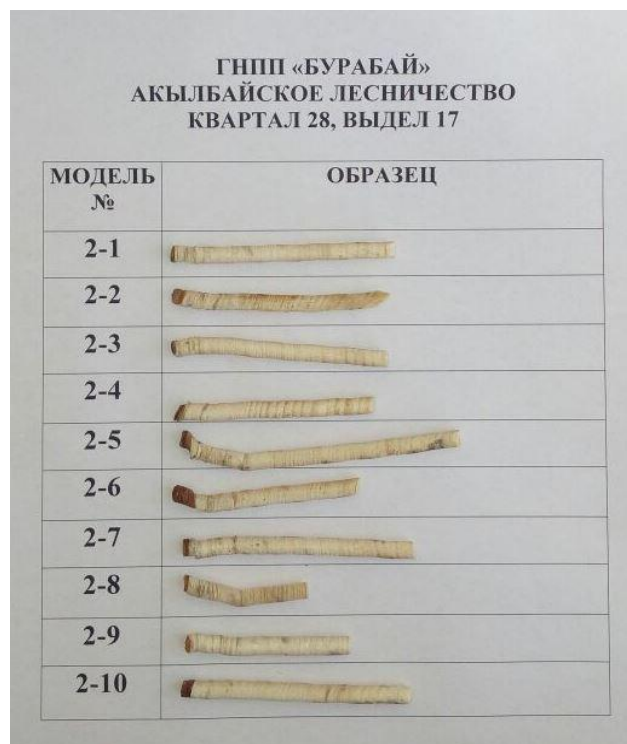 ГНПП «БУРАБАЙ»
АКЫЛБАЙСКОЕ ЛЕСНИЧЕСТВО
КВАРТАЛ 28, ВЫДЕЛ 17
МОДЕЛЬ № ОБРАЗЕЦ
2-1
2-2
2-3
2-4
2-5
2-6
2-7
2-8
2-9
2-10